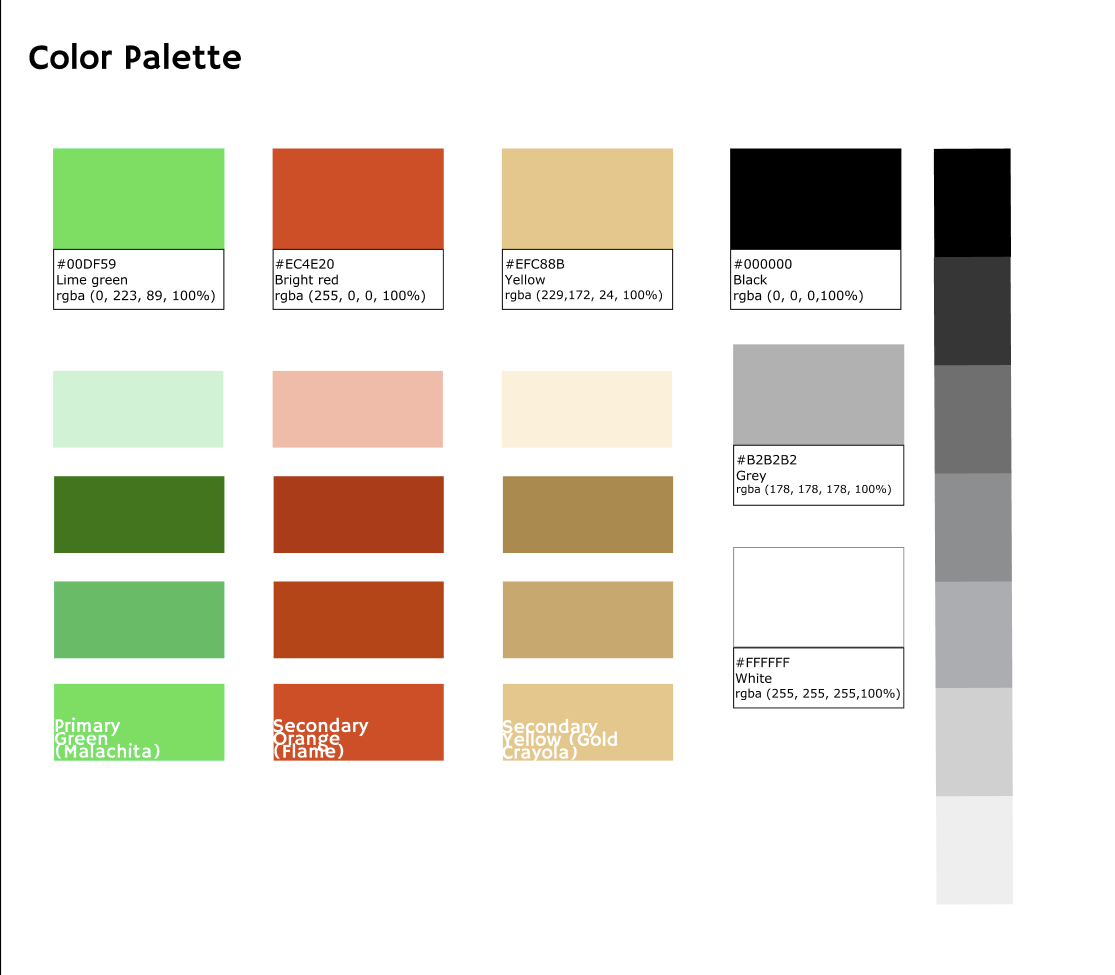 Color Palette
#00DF59
Lime green
rgba (0, 223, 89, 100%)
#EC4E20
Bright red
rgba (255, 0, 0, 100%)
#EFC88B
Yellow
rgba (229,172, 24, 100%)
#000000
Black
rgba (0, 0, 0,100%)
#B2B2B2
Grey
rgba (178, 178, 178, 100%)
#FFFFFF
White
rgba (255, 255, 255,100%)
Primary
Green
(Malachita)
Secondary
Orange
(Flame)
Secondary
Yellow (Gold
Crayola)